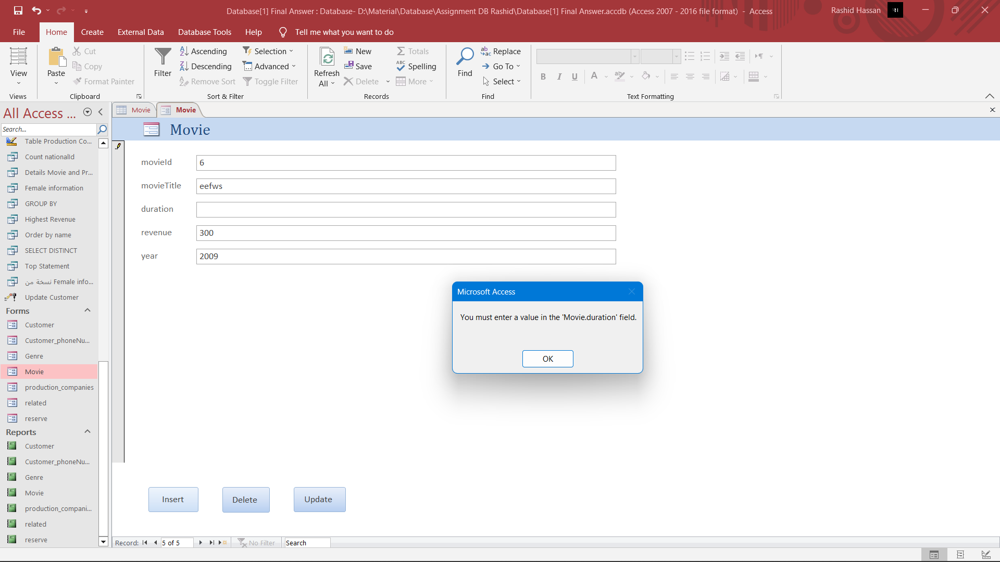 Database[1] Final Answer : Database- D:\Material\Database\Assignment DB Rashid\Database[1] Final Answer.accdb (Access 2007 - 2016 file format) - Access
Rashid Hassan
File Home Create External Data Database Tools Help Tell me what you want to do
View
Views
Paste
Cut
Copy
Format Painter
Clipboard
Filter
Ascending
Descending
Remove Sort
Selection
Advanced
Toggle Filter
Sort & Filter
Refresh
All
New
Save
Delete
Totals
Spelling
More
Records
Find
Replace
Go To
Select
Find
B I U A
Text Formatting
All Access ...
Search...
Table Production Co...
Count nationalId
Details Movie and Pr...
Female information
GROUP BY
Highest Revenue
Order by name
SELECT DISTINCT
Top Statement
نسخة من Female info...
Update Customer
Forms
Customer
Customer_phoneNu...
Genre
Movie
production_companies
related
reserve
Reports
Customer
Customer_phoneNu...
Genre
Movie
production_compani...
related
reserve
Movie Movie
Movie
movieId 6
movieTitle eefws
duration
revenue 300
year 2009
Microsoft Access
You must enter a value in the 'Movie.duration' field.
OK
Insert Delete Update
Record: 5 of 5 No Filter Search